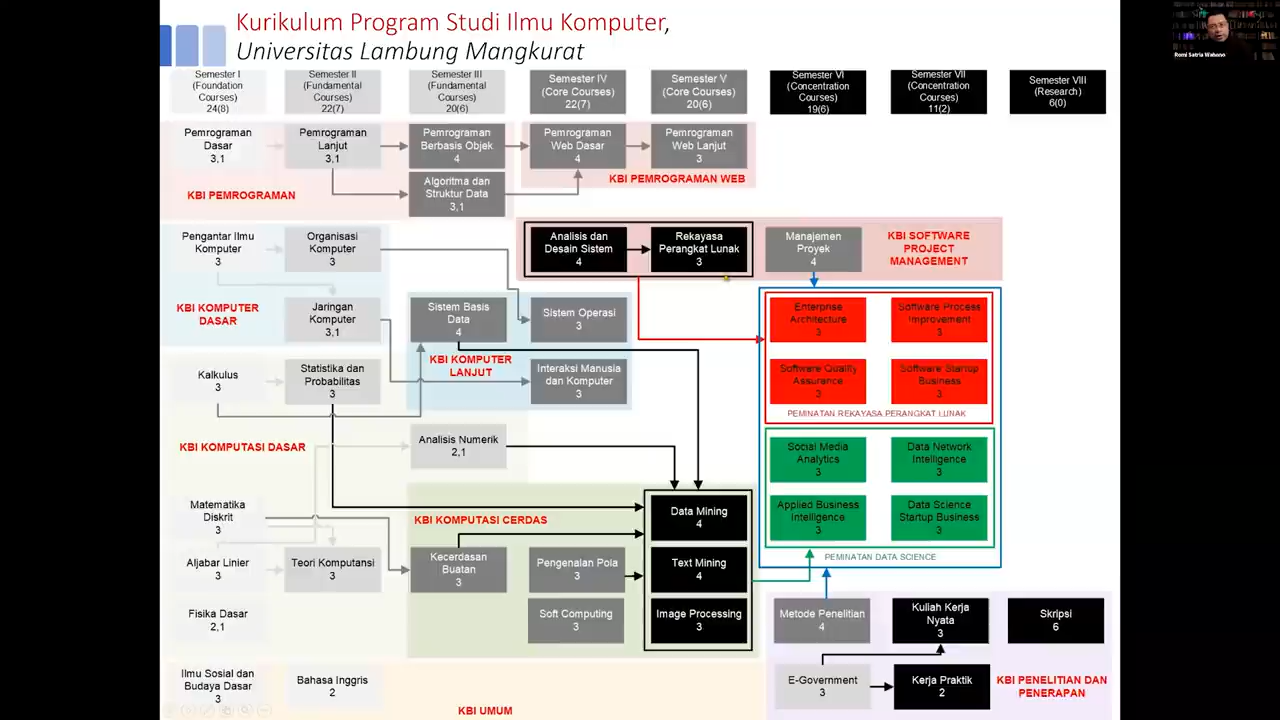 Kurikulum Program Studi Ilmu Komputer,
Universitas Lambung Mangkurat
Romi Satria Wahono
Semester I
(Foundation
Courses)
24(8)
Semester II
(Fundamental
Courses)
22(7)
Semester III
(Fundamental
Courses)
20(6)
Semester IV
(Core Courses)
22(7)
Semester V
(Core Courses)
20(6)
Semester VI
(Concentration
Courses)
19(6)
Semester VII
(Concentration
Courses)
11(2)
Semester VIII
(Research)
6(0)
Pemrograman
Dasar
3,1
Pemrograman
Lanjut
3,1
Pemrograman
Berbasis Objek
4
Pemrograman
Web Dasar
4
Pemrograman
Web Lanjut
3
KBI PEMROGRAMAN
Algoritma dan
Struktur Data
3,1
KBI PEMROGRAMAN WEB
Pengantar Ilmu
Komputer
3
Organisasi
Komputer
3
Analisis dan
Desain Sistem
4
Rekayasa
Perangkat Lunak
3
Manajemen
Proyek
4
KBI SOFTWARE
PROJECT
MANAGEMENT
KBI KOMPUTER
DASAR
Jaringan
Komputer
3,1
Sistem Basis
Data
4
Sistem Operasi
3
Enterprise
Architecture
3
Software Process
Improvement
3
KBI KOMPUTER
LANJUT
Kalkulus
3
Statistika dan
Probabilitas
3
Interaksi Manusia
dan Komputer
3
Software Quality
Assurance
3
Software Startup
Business
3
PEMINATAN REKAYASA PERANGKAT LUNAK
KBI KOMPUTASI DASAR
Analisis Numerik
2,1
Social Media
Analytics
3
Data Network
Intelligence
3
Matematika
Diskrit
3
KBI KOMPUTASI CERDAS
Data Mining
4
Applied Business
Intelligence
3
Data Science
Startup Business
3
PEMINATAN DATA SCIENCE
Aljabar Linier
3
Teori Komputansi
3
Kecerdasan
Buatan
3
Pengenalan Pola
3
Text Mining
4
Fisika Dasar
2,1
Soft Computing
3
Image Processing
3
Metode Penelitian
4
Kuliah Kerja
Nyata
3
Skripsi
6
Ilmu Sosial dan
Budaya Dasar
3
Bahasa Inggris
2
E-Government
3
Kerja Praktik
2
KBI PENELITIAN DAN
PENERAPAN
KBI UMUM